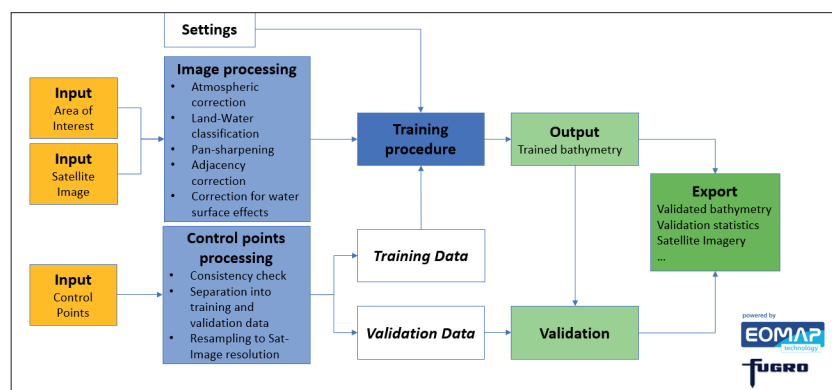 Settings
Input
Area of
Interest
Input
Satellite
Image
Image processing
• Atmospheric
correction
• Land-Water
classification
• Pan-sharpening
• Adjacency
correction
• Correction for water
surface effects
Training
procedure
Output
Trained bathymetry
Export
Validated bathymetry
Validation statistics
Satellite Imagery
...
Input
Control
Points
Control points
processing
• Consistency check
• Separation into
training and
validation data
• Resampling to Sat-
Image resolution
Training Data
Validation Data
Validation
powered by
EOMAP
technology
FUGRO